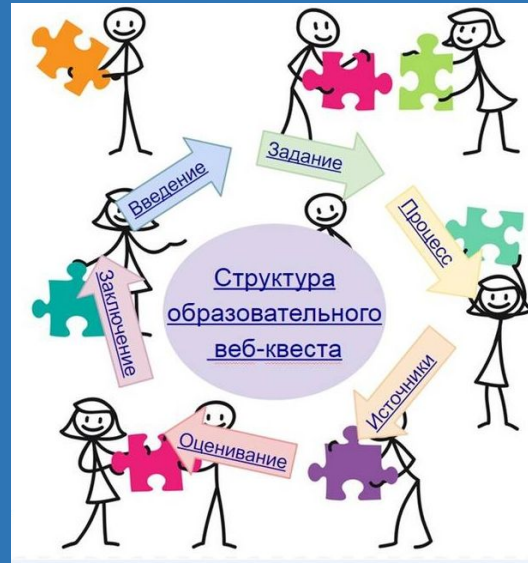 Введение
Задание
Процесс
Источники
Оценивание
Заключение
Структура
образовательного
веб-квеста